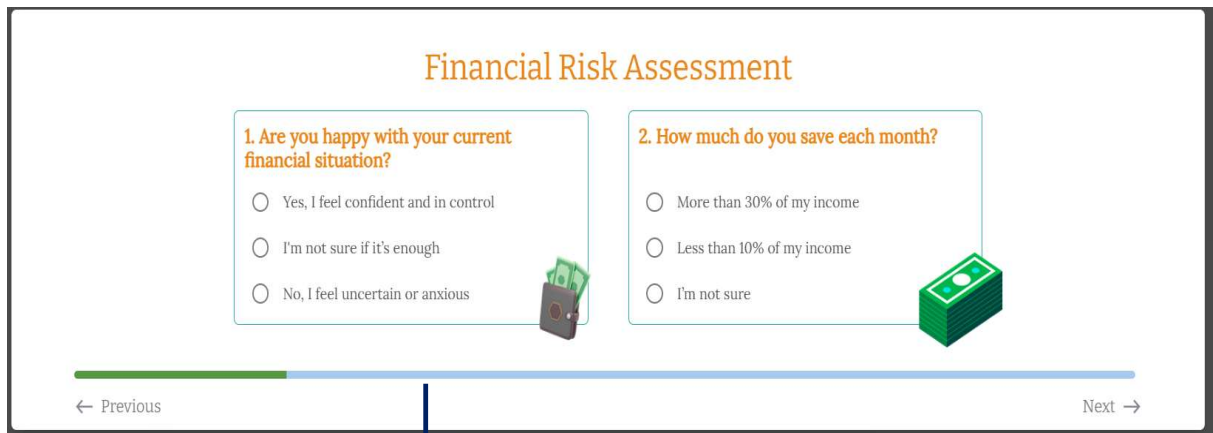 Financial Risk Assessment
1. Are you happy with your current
financial situation?
Yes, I feel confident and in control
I'm not sure if it's enough
No, I feel uncertain or anxious
2. How much do you save each month?
More than 30% of my income
Less than 10% of my income
I'm not sure
← Previous
Next →